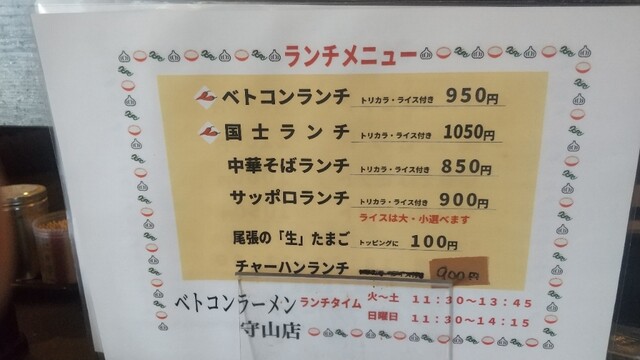 ランチメニュー
ベトコンランチ トリカラ・ライス付き 950円
国士ランチ トリカラ・ライス付き 1050円
中華そばランチ トリカラ・ライス付き 850円
サッポロランチ トリカラ・ライス付き 900円
ライスは大・小選べます
尾張の「生」たまご トッピングに 100円
チャーハンランチ 900円
ベトコンラーメン ランチタイム 火〜土 11:30〜13:45
守山店 日曜日 11:30〜14:15